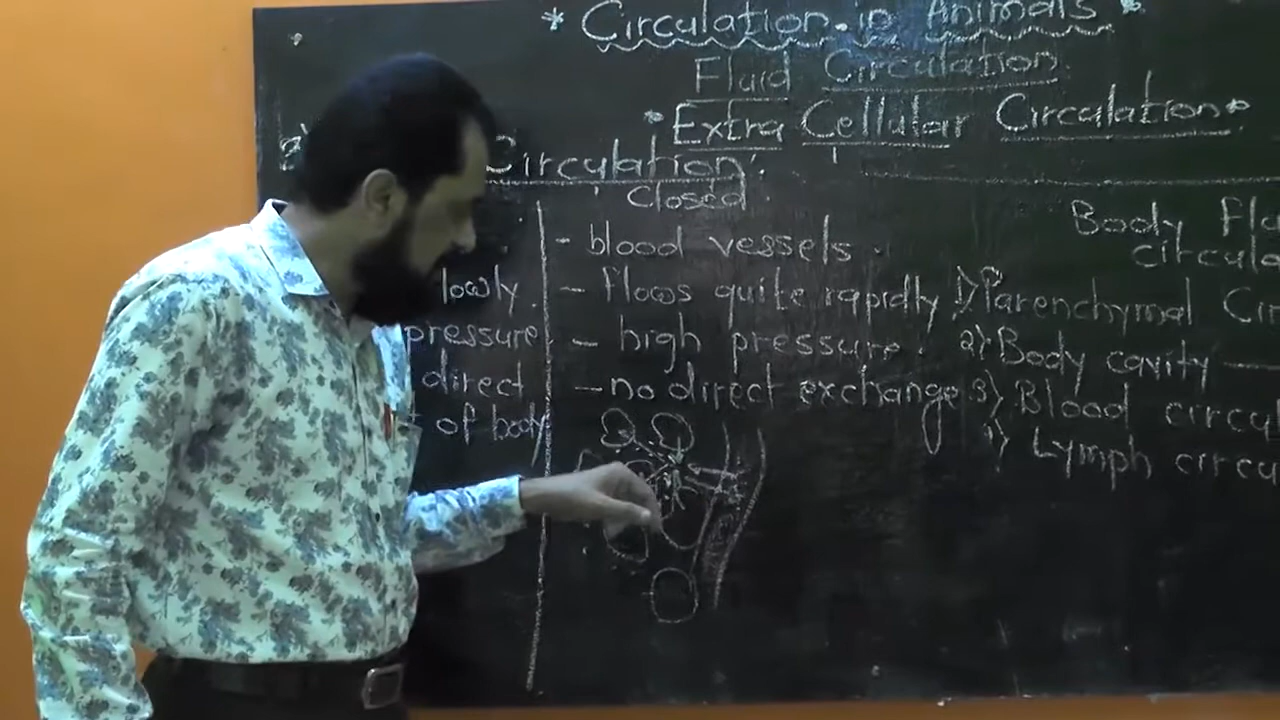 * Circulation in Animals *
Fluid Circulation
* Extra Cellular Circulation *
Circulation:
closed
- blood vessels.
lowly
- flows quite rapidly
pressure
- high pressure.
direct
- no direct exchange
of body
Body Flu
circula
1) Parenchymal Cir
2) Body cavity —
3) Blood circul
4) Lymph circu